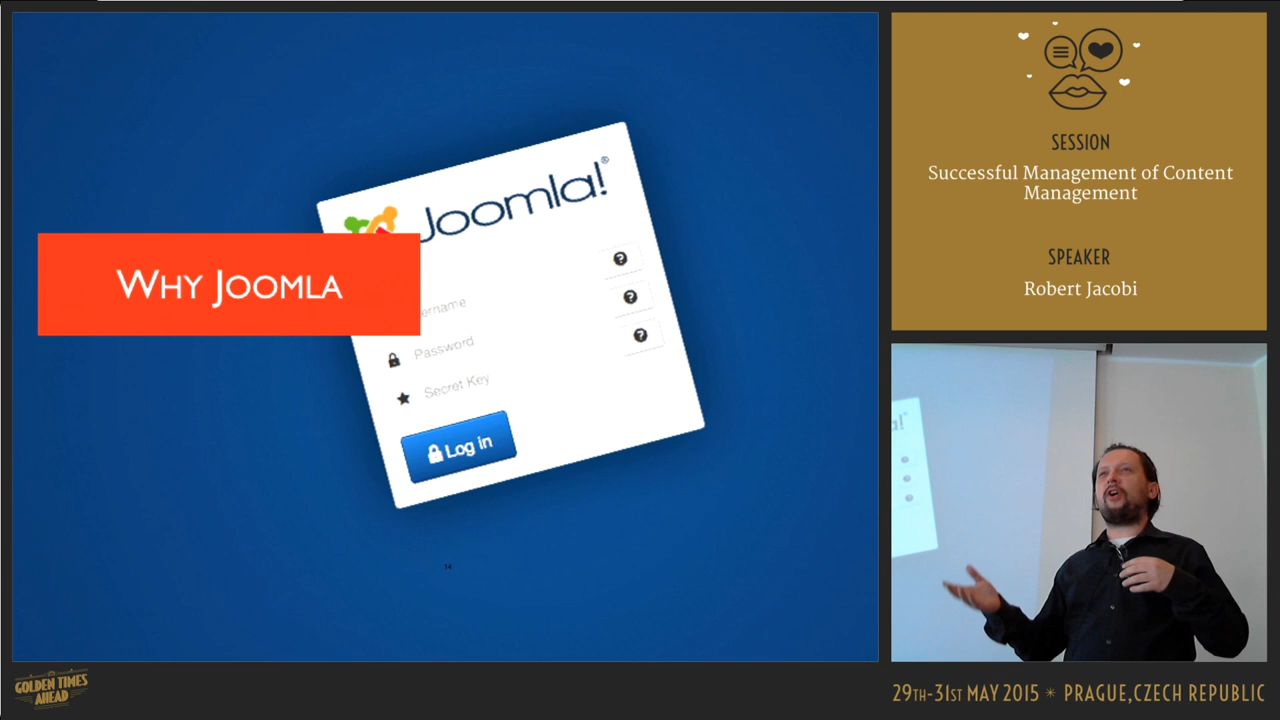 Joomla!®
WHY JOOMLA
ername
Password
Secret Key
Log in
14
SESSION
Successful Management of Content
Management
SPEAKER
Robert Jacobi
GOLDEN TIMES
AHEAD
29TH-31ST MAY 2015 * PRAGUE, CZECH REPUBLIC